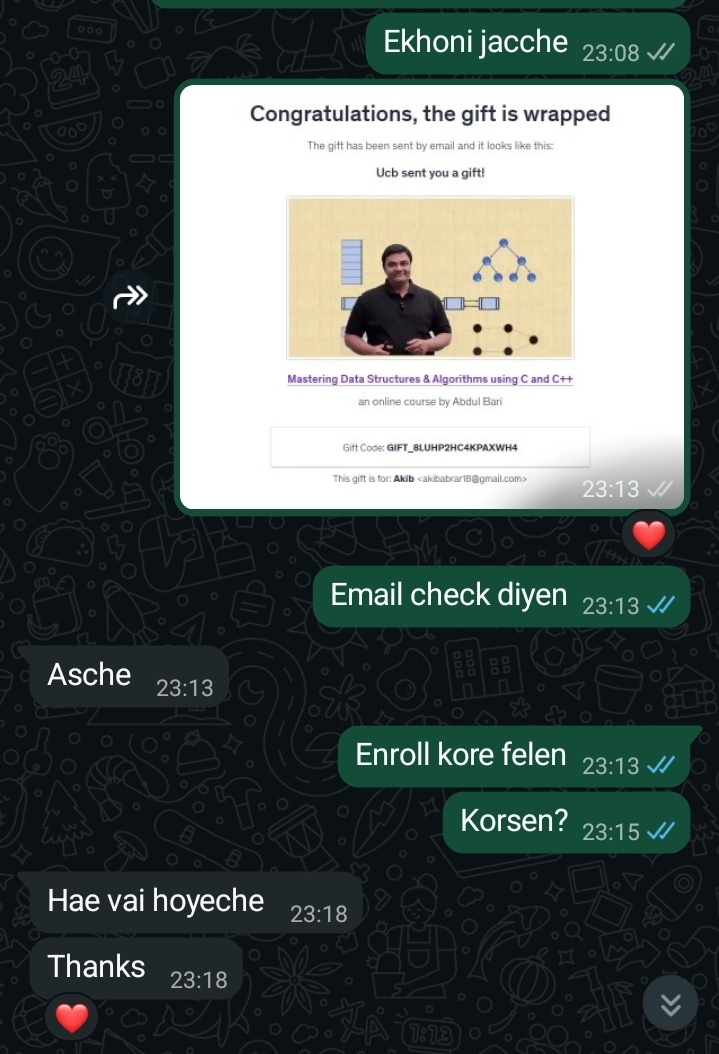 Ekhoni jacche 23:08
Congratulations, the gift is wrapped
The gift has been sent by email and it looks like this:
Ucb sent you a gift!
Mastering Data Structures & Algorithms using C and C++
an online course by Abdul Bari
Gift Code: GIFT_8LUHP2HC4KPAXWH4
This gift is for: Akib <akibabrar18@gmail.com>
23:13
Email check diyen 23:13
Asche 23:13
Enroll kore felen 23:13
Korsen? 23:15
Hae vai hoyeche 23:18
Thanks 23:18